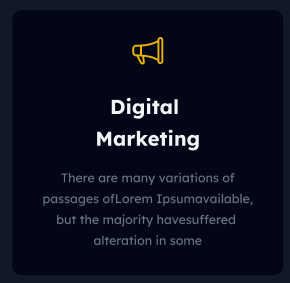 Digital
Marketing
There are many variations of
passages ofLorem Ipsumavailable,
but the majority havesuffered
alteration in some